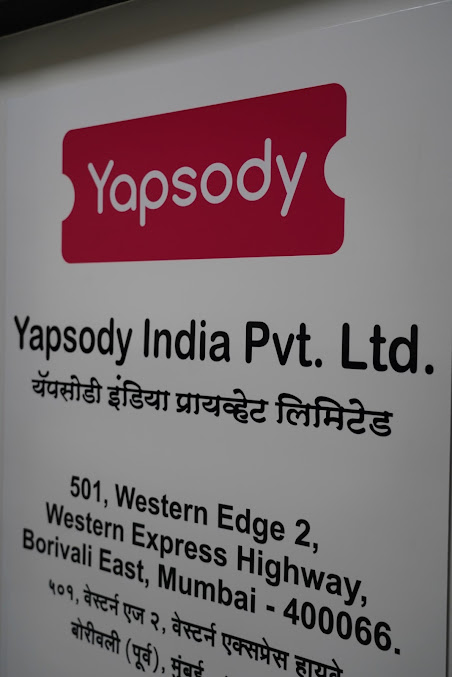 Yapsody
Yapsody India Pvt. Ltd.
यॅपसोडी इंडिया प्रायव्हेट लिमिटेड
501, Western Edge 2,
Western Express Highway,
Borivali East, Mumbai - 400066.
५०१, वेस्टर्न एज २, वेस्टर्न एक्सप्रेस हायवे
बोरीवली (पूर्व), मुंबई